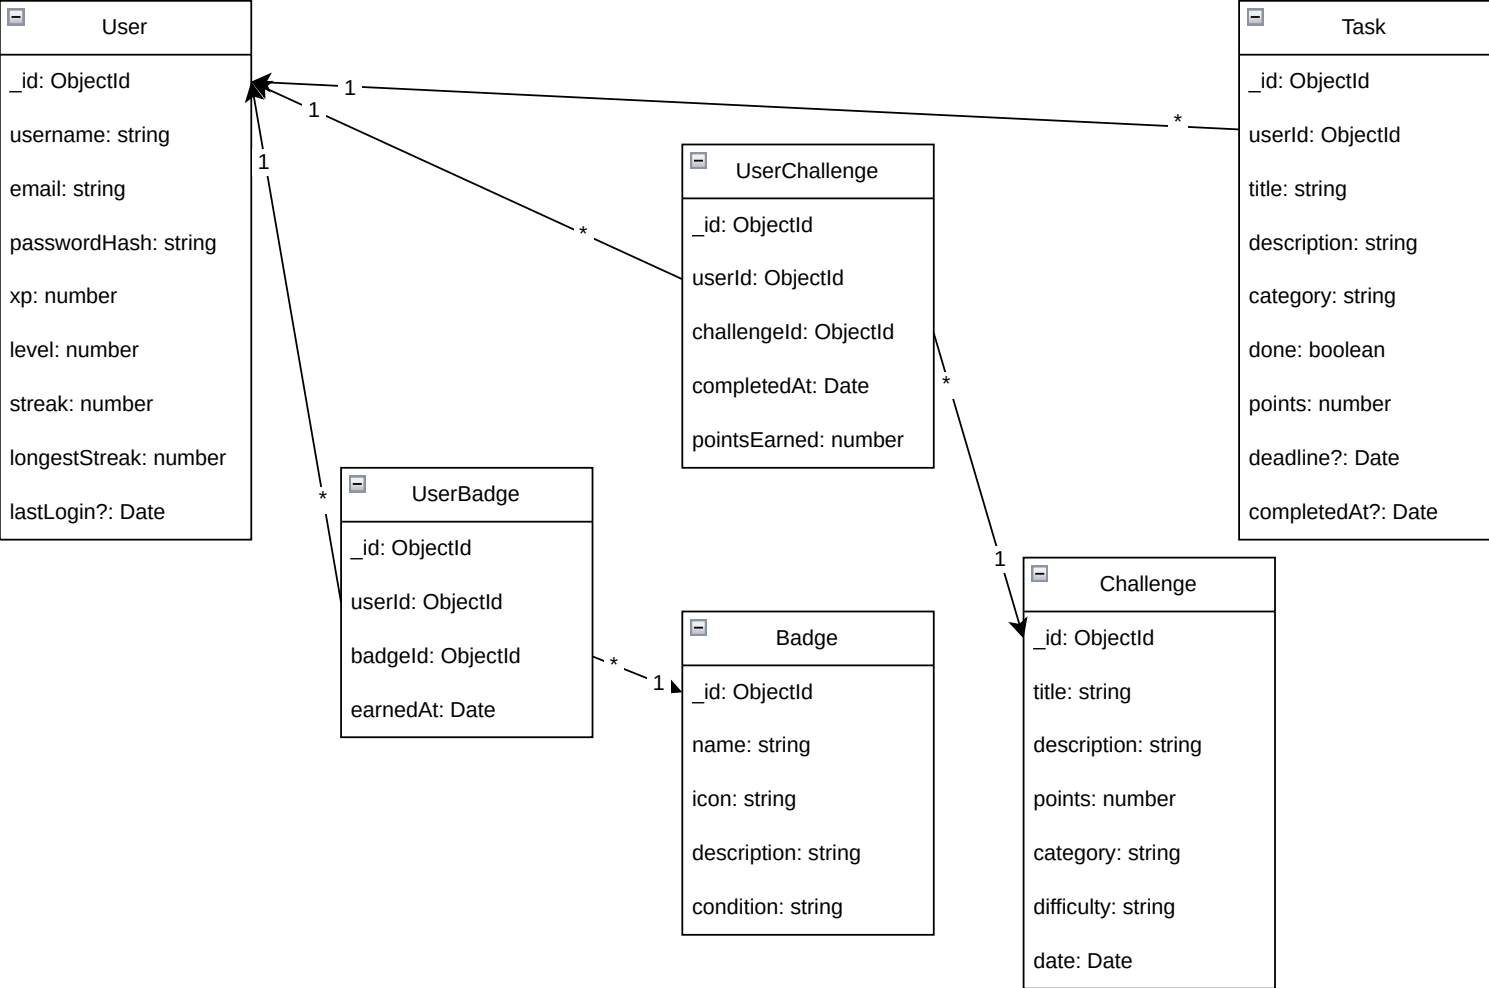 User
_id: ObjectId
username: string
email: string
passwordHash: string
xp: number
level: number
streak: number
longestStreak: number
lastLogin?: Date
Task
_id: ObjectId
userId: ObjectId
title: string
description: string
category: string
done: boolean
points: number
deadline?: Date
completedAt?: Date
1
*
1
*
1
*
UserChallenge
_id: ObjectId
userId: ObjectId
challengeId: ObjectId
completedAt: Date
pointsEarned: number
*
1
UserBadge
_id: ObjectId
userId: ObjectId
badgeId: ObjectId
earnedAt: Date
*
1
Badge
_id: ObjectId
name: string
icon: string
description: string
condition: string
Challenge
_id: ObjectId
title: string
description: string
points: number
category: string
difficulty: string
date: Date